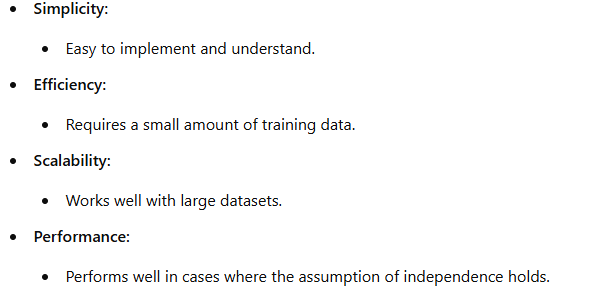 Simplicity:
Easy to implement and understand.
Efficiency:
Requires a small amount of training data.
Scalability:
Works well with large datasets.
Performance:
Performs well in cases where the assumption of independence holds.